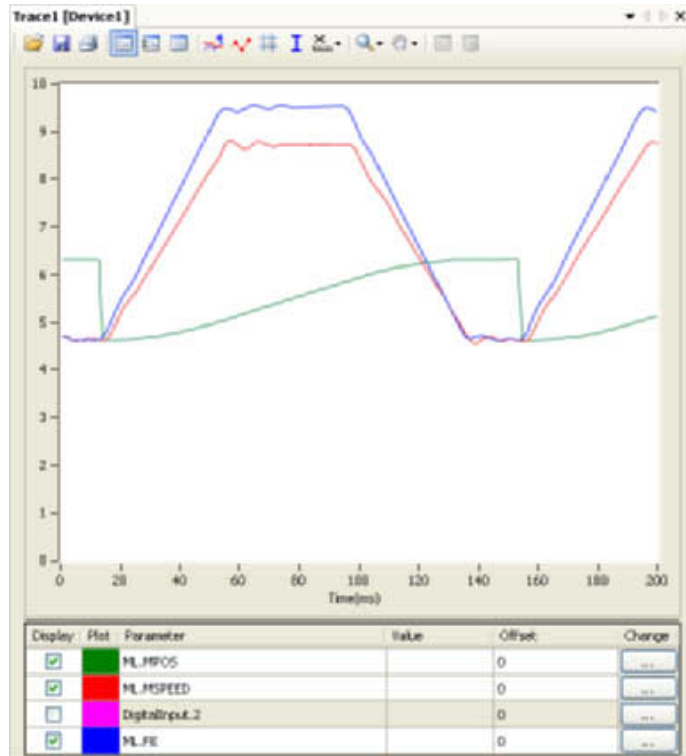 Trace1 [Device1]
10
9
8
7
6
5
4
3
2
1
0
0 20 40 60 80 100 120 140 160 180 200
Time(ms)
Display Plot Parameter Value Offset Change
ML.MPOS 0 ...
ML.MSPEED 0 ...
DigitalInput.2 0 ...
ML.FE 0 ...